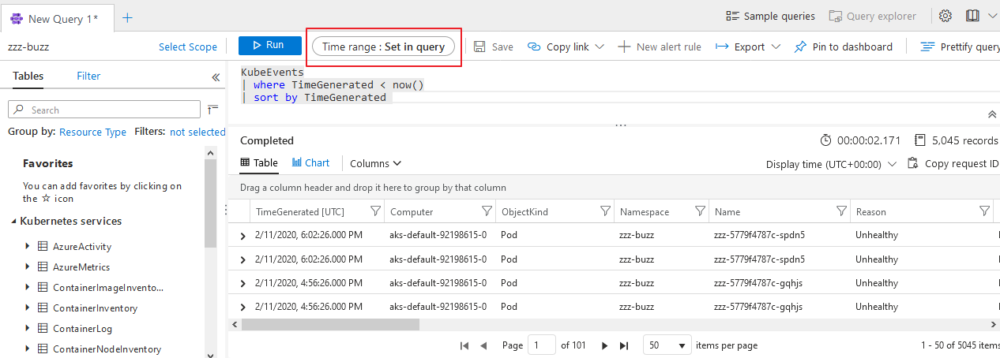 New Query 1*
Sample queries
Query explorer
zzz-buzz
Select Scope
Run
Time range : Set in query
Save
Copy link
New alert rule
Export
Pin to dashboard
Prettify query
Tables
Filter
Search
Group by: Resource Type Filters: not selected
Favorites
You can add favorites by clicking on
the ☆ icon
Kubernetes services
AzureActivity
AzureMetrics
ContainerImageInvento...
ContainerInventory
ContainerLog
ContainerNodeInventory
KubeEvents
| where TimeGenerated < now()
| sort by TimeGenerated
...
Completed
00:00:02.171
5,045 records
Table
Chart
Columns
Display time (UTC+00:00)
Copy request ID
Drag a column header and drop it here to group by that column
TimeGenerated [UTC] Computer ObjectKind Namespace Name Reason
2/11/2020, 6:02:26.000 PM aks-default-92198615-0 Pod zzz-buzz zzz-5779f4787c-spdn5 Unhealthy
2/11/2020, 6:02:26.000 PM aks-default-92198615-0 Pod zzz-buzz zzz-5779f4787c-spdn5 Unhealthy
2/11/2020, 4:56:26.000 PM aks-default-92198615-0 Pod zzz-buzz zzz-5779f4787c-gqhjs Unhealthy
2/11/2020, 4:56:26.000 PM aks-default-92198615-0 Pod zzz-buzz zzz-5779f4787c-gqhjs Unhealthy
Page 1 of 101 50 items per page 1 - 50 of 5045 items